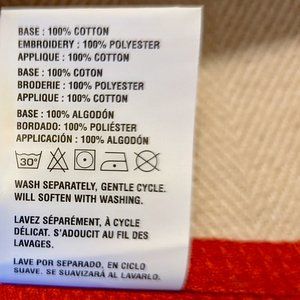 BASE : 100% COTTON
EMBROIDERY : 100% POLYESTER
APPLIQUE : 100% COTTON
BASE : 100% COTON
BRODERIE : 100% POLYESTER
APPLIQUE : 100% COTTON
BASE : 100% ALGODÓN
BORDADO: 100% POLIÉSTER
APPLICACIÓN : 100% ALGODÓN
30°
WASH SEPARATELY, GENTLE CYCLE.
WILL SOFTEN WITH WASHING.
LAVEZ SÉPARÉMENT, À CYCLE
DÉLICAT. S'ADOUCIT AU FIL DES
LAVAGES.
LAVE POR SEPARADO, EN CICLO
SUAVE. SE SUAVIZARÁ AL LAVARLO.